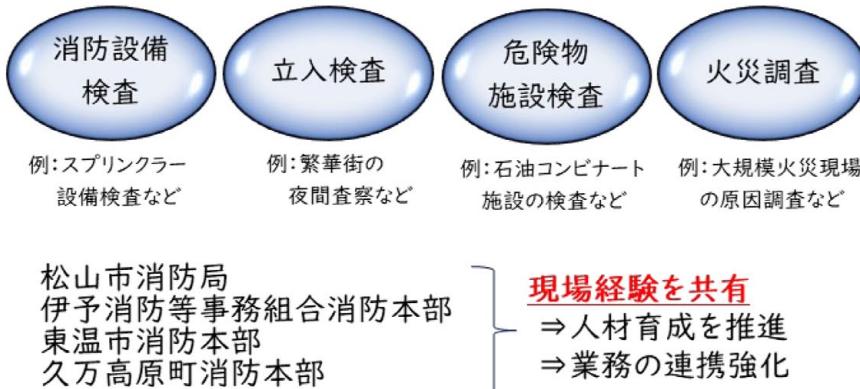 消防設備
検査
立入検査
危険物
施設検査
火災調査
例:スプリンクラー
設備検査など
例:繁華街の
夜間査察など
例:石油コンビナート
施設の検査など
例:大規模火災現場
の原因調査など
松山市消防局
伊予消防等事務組合消防本部
東温市消防本部
久万高原町消防本部
現場経験を共有
⇒人材育成を推進
⇒業務の連携強化